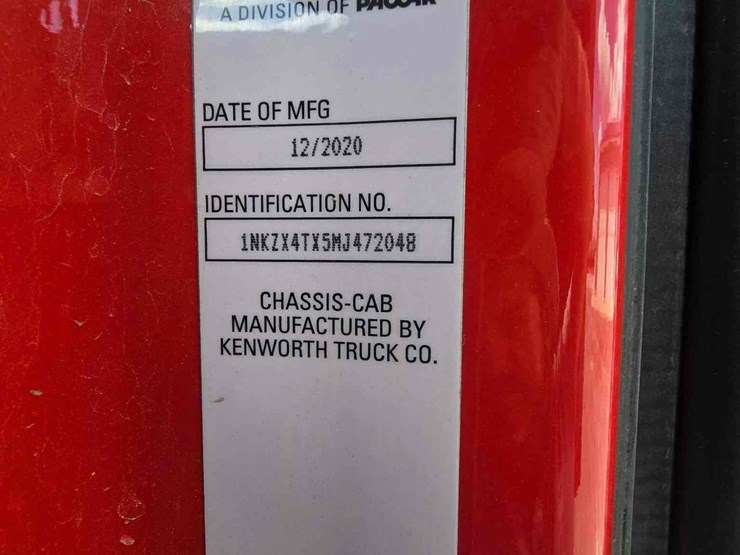 A DIVISION OF PACCAR
DATE OF MFG
12/2020
IDENTIFICATION NO.
1NKZX4TX5MJ472048
CHASSIS-CAB
MANUFACTURED BY
KENWORTH TRUCK CO.